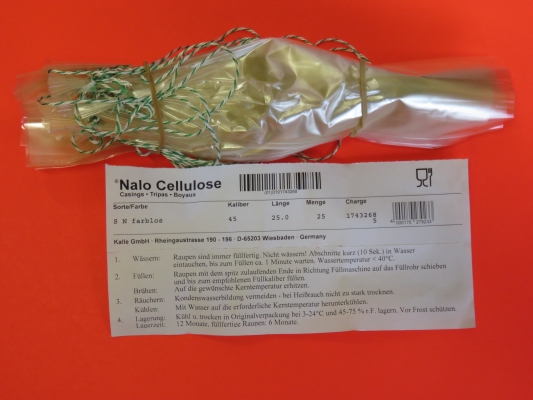 ®Nalo Cellulose
Casings • Tripas • Boyaux
Sorte/Farbe Kaliber Länge Menge Charge
S N farblos 45 25.0 25 1743268
5
Kalle GmbH · Rheingaustrasse 190 - 196 · D-65203 Wiesbaden · Germany
1. Wässern: Raupen sind immer füllfertig. Nicht wässern! Abschnitte kurz (10 Sek.) in Wasser
eintauchen, bis zum Füllen ca. 1 Minute warten. Wassertemperatur < 40°C.
2. Füllen: Raupen mit dem spitz zulaufenden Ende in Richtung Füllmaschine auf das Füllrohr schieben
und bis zum empfohlenen Füllkaliber füllen.
Brühen: Auf die gewünschte Kerntemperatur erhitzen.
3. Räuchern: Kondenswasserbildung vermeiden - bei Heißrauch nicht zu stark trocknen.
Kühlen: Mit Wasser auf die erforderliche Kerntemperatur herunterkühlen.
4. Lagerung: Kühl u. trocken in Originalverpackung bei 3-24°C und 45-75 % r.F. lagern. Vor Frost schützen.
Lagerzeit: 12 Monate, füllfertige Raupen: 6 Monate.